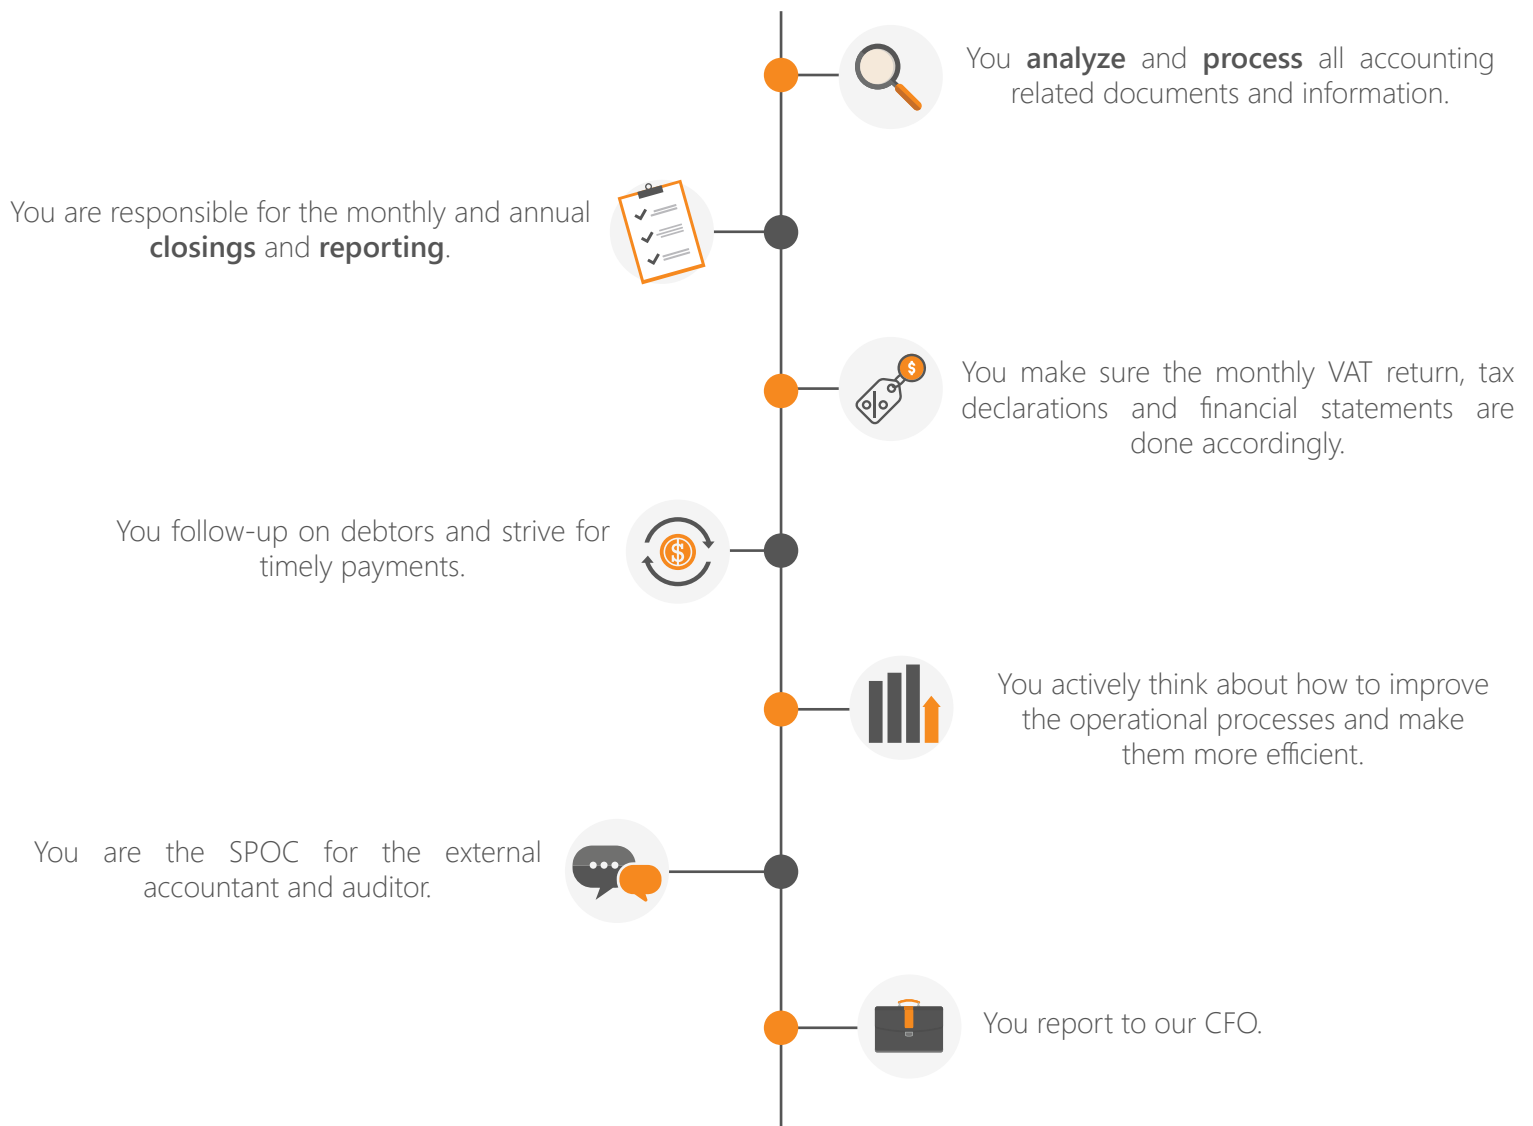 You analyze and process all accounting
related documents and information.
You are responsible for the monthly and annual
closings and reporting.
$
You make sure the monthly VAT return, tax
declarations and financial statements are
done accordingly.
You follow-up on debtors and strive for
timely payments.
$
You actively think about how to improve
the operational processes and make
them more efficient.
You are the SPOC for the external
accountant and auditor.
You report to our CFO.